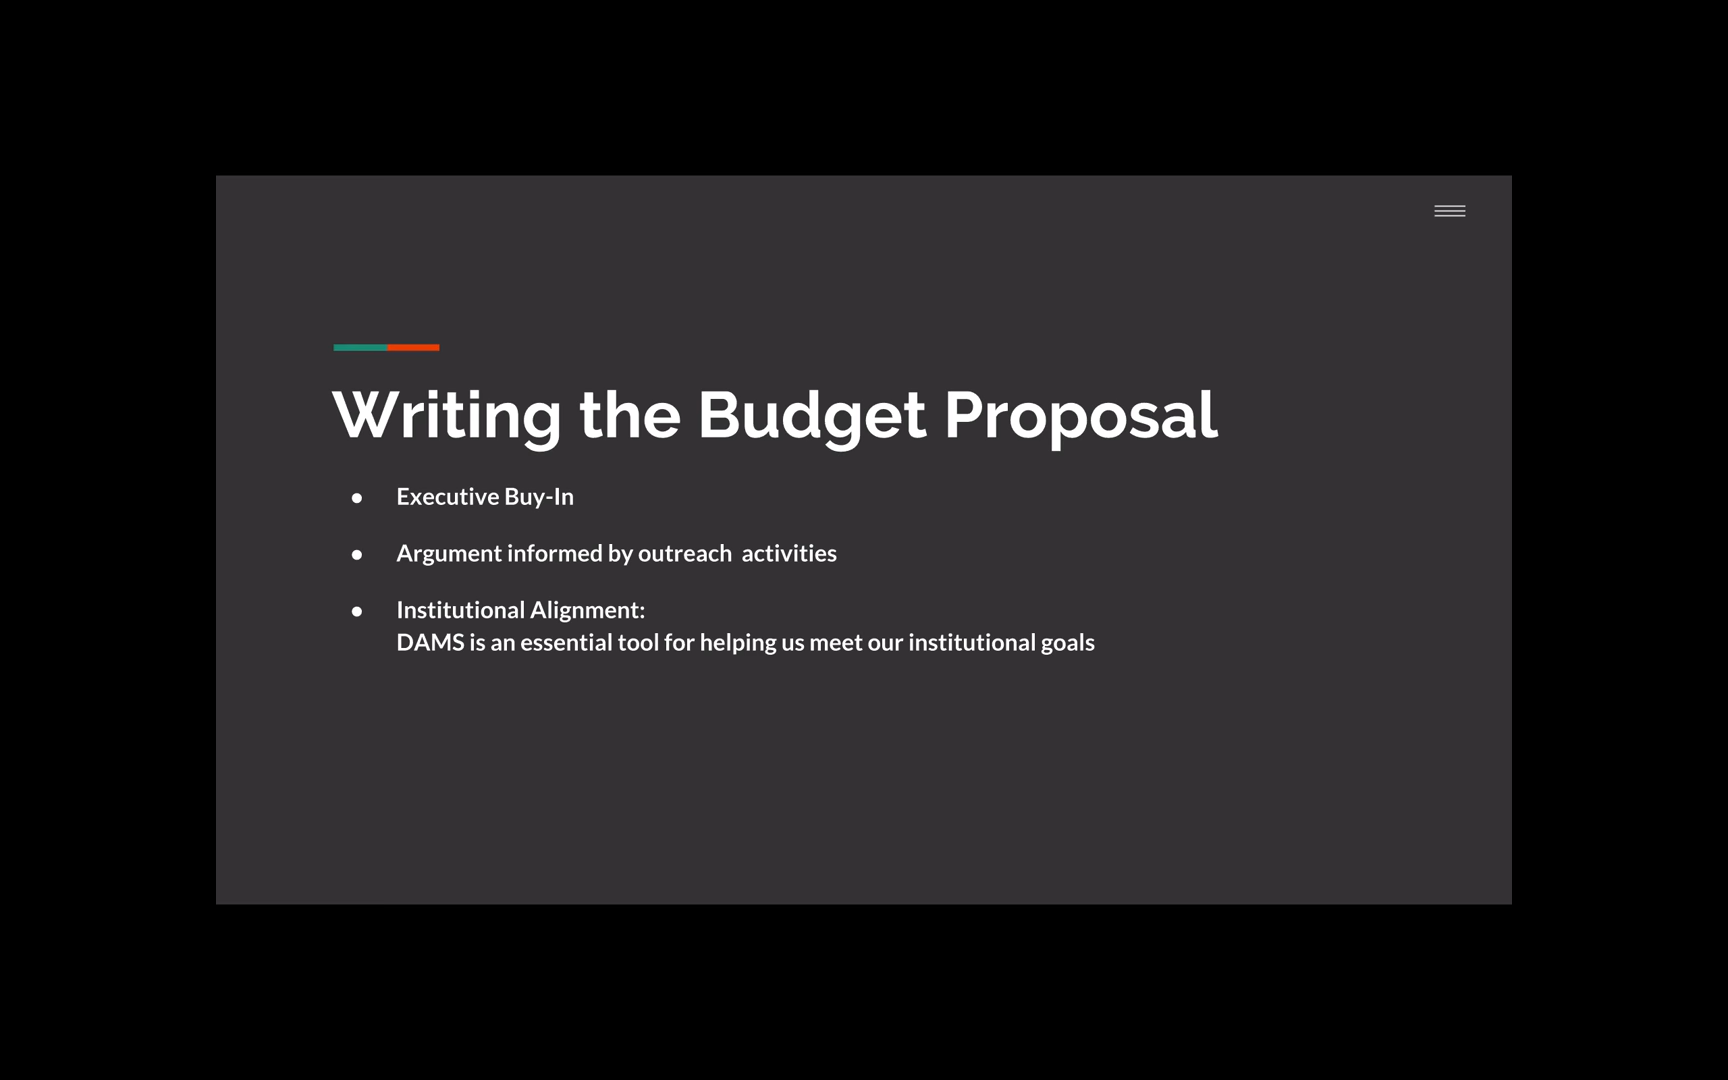 Writing the Budget Proposal
● Executive Buy-In
● Argument informed by outreach  activities
● Institutional Alignment:
DAMS is an essential tool for helping us meet our institutional goals